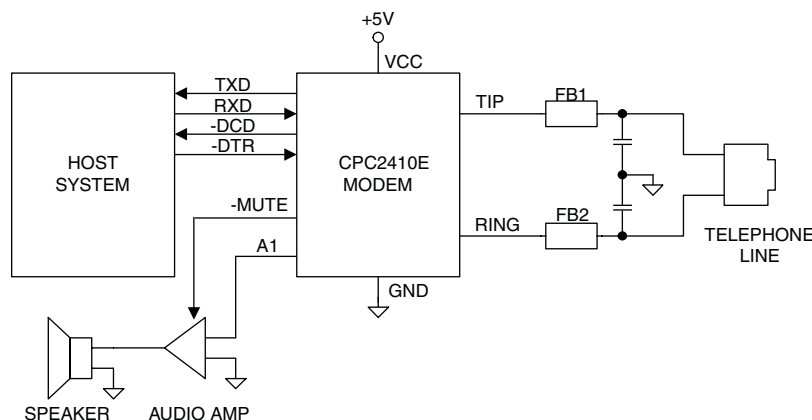 +5V
VCC
TXD
RXD
-DCD
-DTR
HOST
SYSTEM
CPC2410E
MODEM
TIP
FB1
-MUTE
A1
RING
FB2
GND
TELEPHONE
LINE
SPEAKER
AUDIO AMP